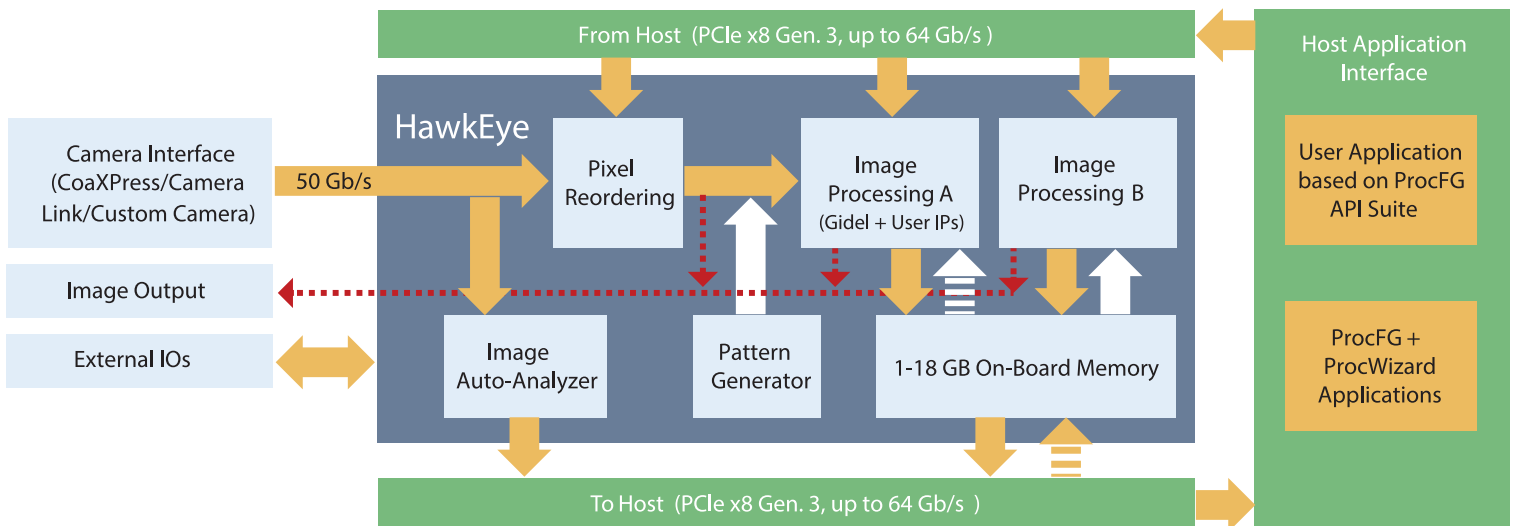 From Host (PCIe x8 Gen. 3, up to 64 Gb/s )
Host Application
Interface
HawkEye
Camera Interface
(CoaXPress/Camera
Link/Custom Camera)
50 Gb/s
Pixel
Reordering
Image
Processing A
(Gidel + User IPs)
Image
Processing B
User Application
based on ProcFG
API Suite
Image Output
External IOs
Image
Auto-Analyzer
Pattern
Generator
1-18 GB On-Board Memory
ProcFG +
ProcWizard
Applications
To Host (PCIe x8 Gen. 3, up to 64 Gb/s )